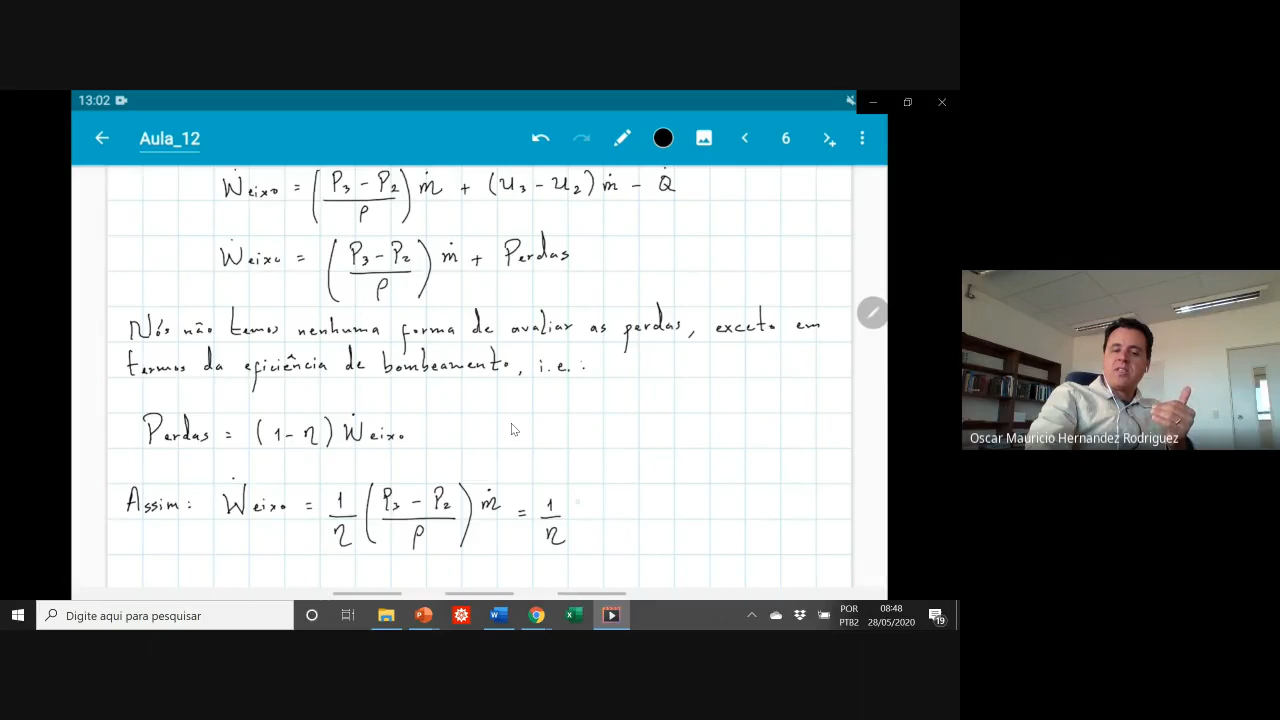 13:02
Aula_12
6
Ẇeixo = (P₃ - P₂ / ρ) ṁ + (u₃ - u₂) ṁ - Q̇
Ẇeixo = (P₃ - P₂ / ρ) ṁ + Perdas
Nós não temos nenhuma forma de avaliar as perdas, exceto em
termos da eficiência de bombeamento, i.e.:
Perdas = (1 - η) Ẇeixo
Assim: Ẇeixo = 1/η (P₃ - P₂ / ρ) ṁ = 1/η
Oscar Mauricio Hernandez Rodriguez
Digite aqui para pesquisar
POR
PTB2
08:48
28/05/2020
19